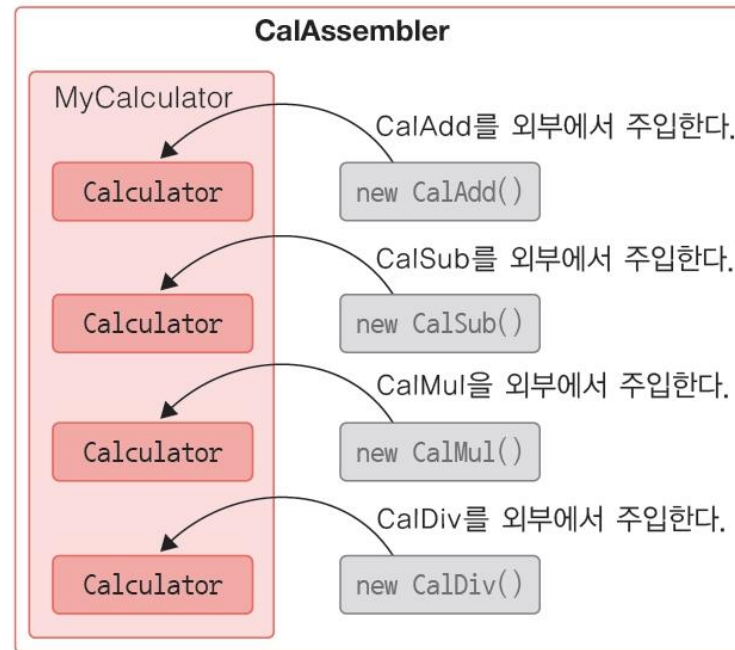 CalAssembler
MyCalculator
CalAdd를 외부에서 주입한다.
Calculator
new CalAdd()
CalSub를 외부에서 주입한다.
Calculator
new CalSub()
CalMul을 외부에서 주입한다.
Calculator
new CalMul()
CalDiv를 외부에서 주입한다.
Calculator
new CalDiv()